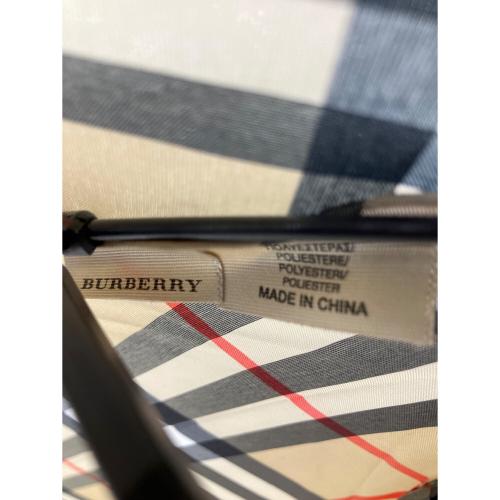 BURBERRY
ΠΟΛΥΕΣΤΕΡΑΣ/
POLIESTERE/
POLYESTERI/
POLIESTER
MADE IN CHINA